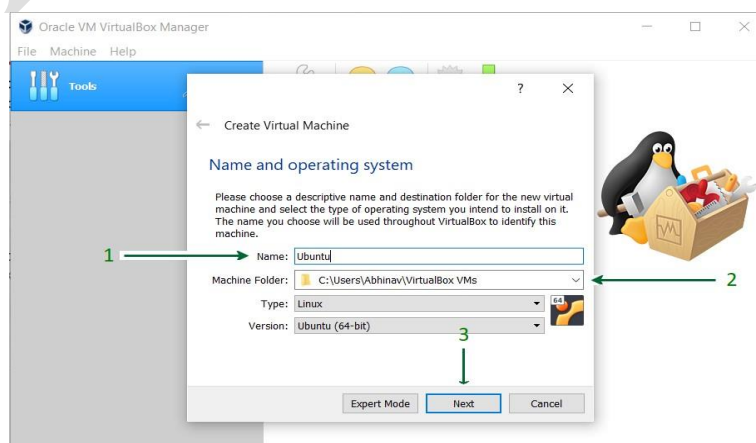 Oracle VM VirtualBox Manager
File Machine Help
Tools
?
Create Virtual Machine
Name and operating system
Please choose a descriptive name and destination folder for the new virtual
machine and select the type of operating system you intend to install on it.
The name you choose will be used throughout VirtualBox to identify this
machine.
1
Name: Ubuntu
Machine Folder: C:\Users\Abhinav\VirtualBox VMs
2
Type: Linux
64
Version: Ubuntu (64-bit)
3
Expert Mode Next Cancel